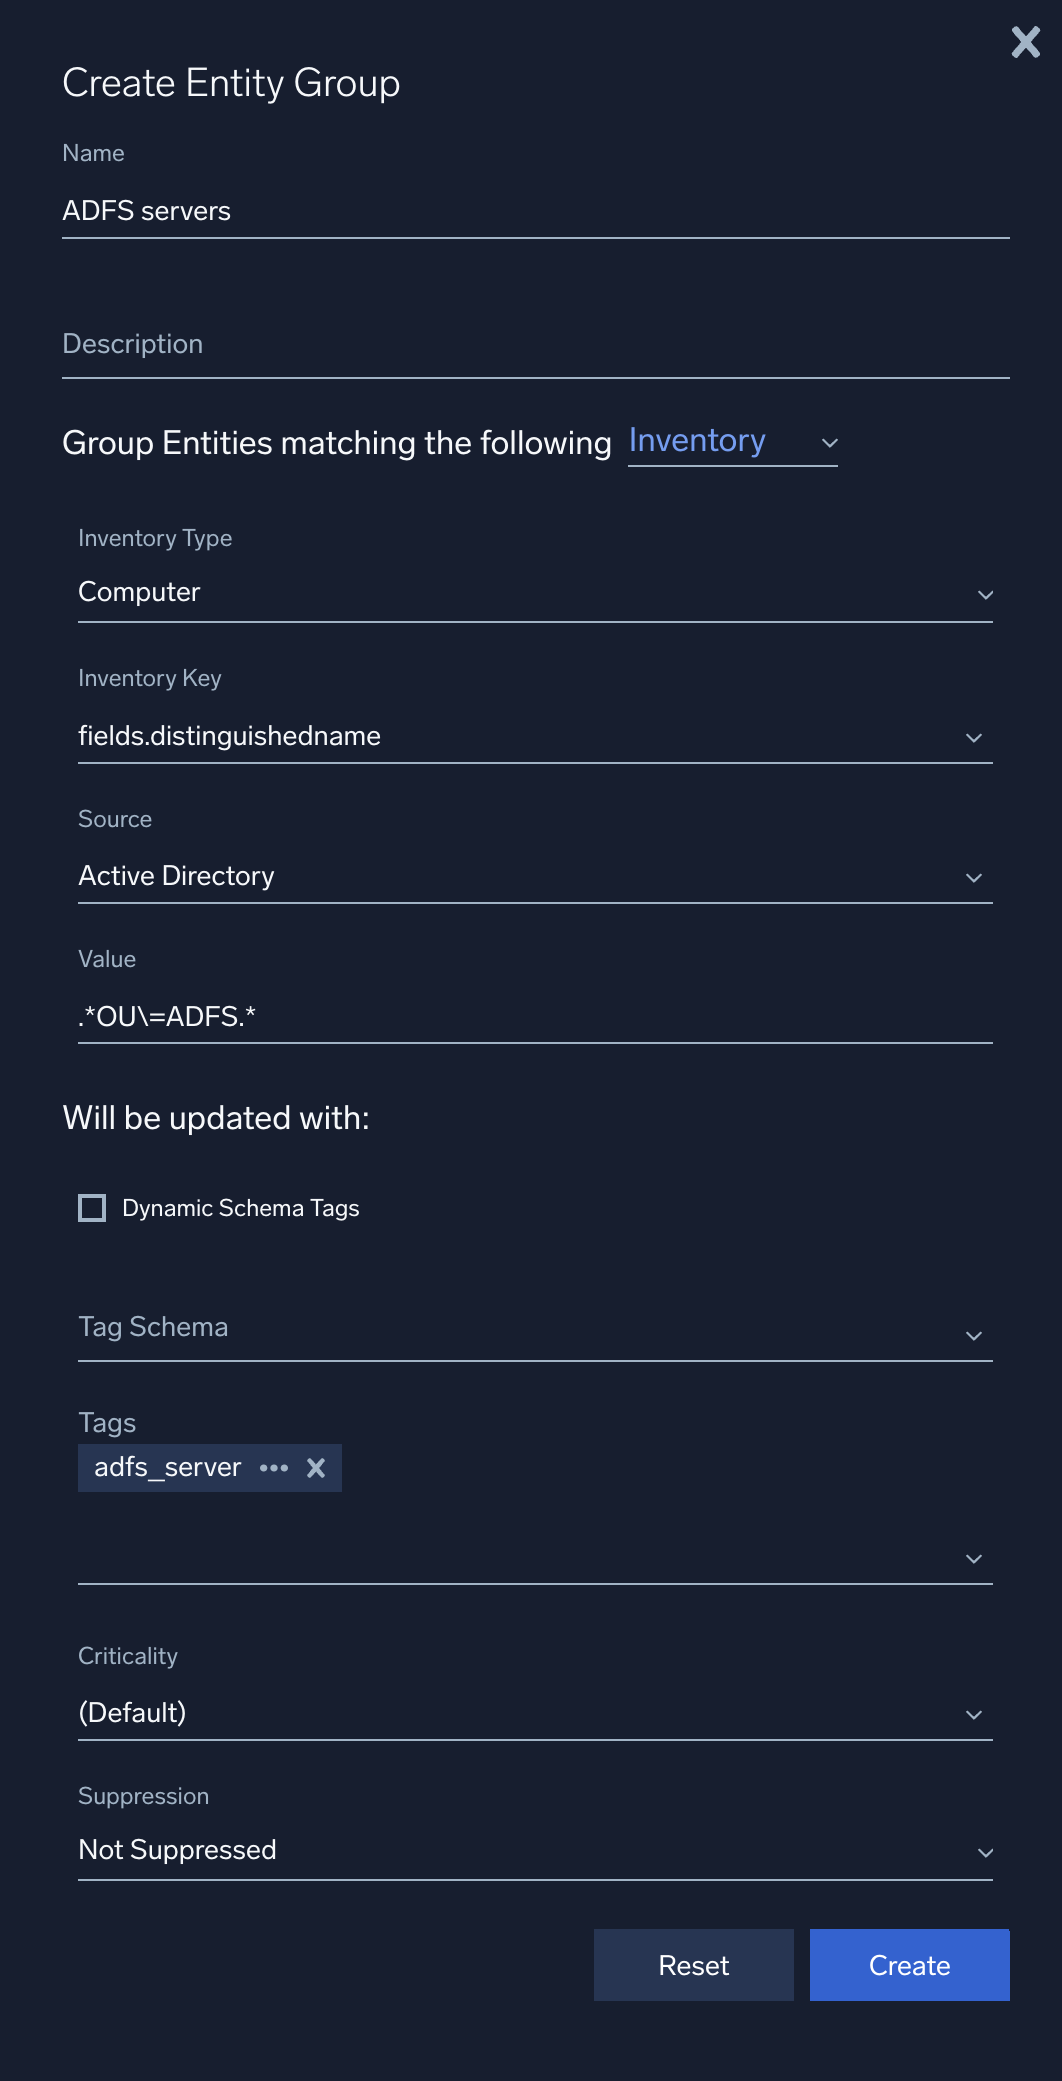 Create Entity Group
Name
ADFS servers
Description
Group Entities matching the following Inventory
Inventory Type
Computer
Inventory Key
fields.distinguishedname
Source
Active Directory
Value
.*OU\=ADFS.*
Will be updated with:
Dynamic Schema Tags
Tag Schema
Tags
adfs_server
Criticality
(Default)
Suppression
Not Suppressed
Reset Create